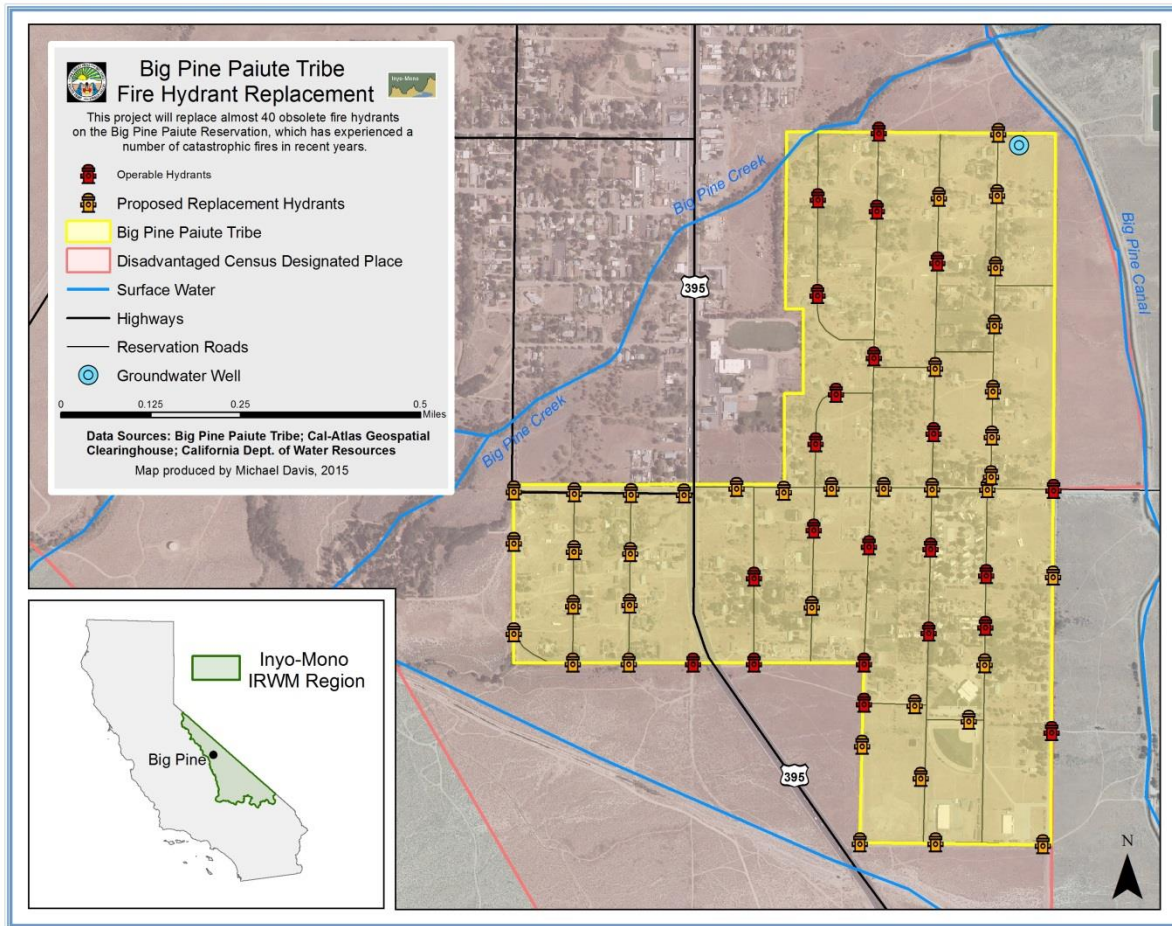 Big Pine Paiute Tribe
Fire Hydrant Replacement
Inyo-Mono
This project will replace almost 40 obsolete fire hydrants
on the Big Pine Paiute Reservation, which has experienced a
number of catastrophic fires in recent years.
Operable Hydrants
Proposed Replacement Hydrants
Big Pine Paiute Tribe
Disadvantaged Census Designated Place
Surface Water
Highways
Reservation Roads
Groundwater Well
0 0.125 0.25 0.5
Miles
Data Sources: Big Pine Paiute Tribe; Cal-Atlas Geospatial
Clearinghouse; California Dept. of Water Resources
Map produced by Michael Davis, 2015
Big Pine Creek
Big Pine Canal
395
Big Pine Creek
Inyo-Mono
IRWM Region
Big Pine
395
N